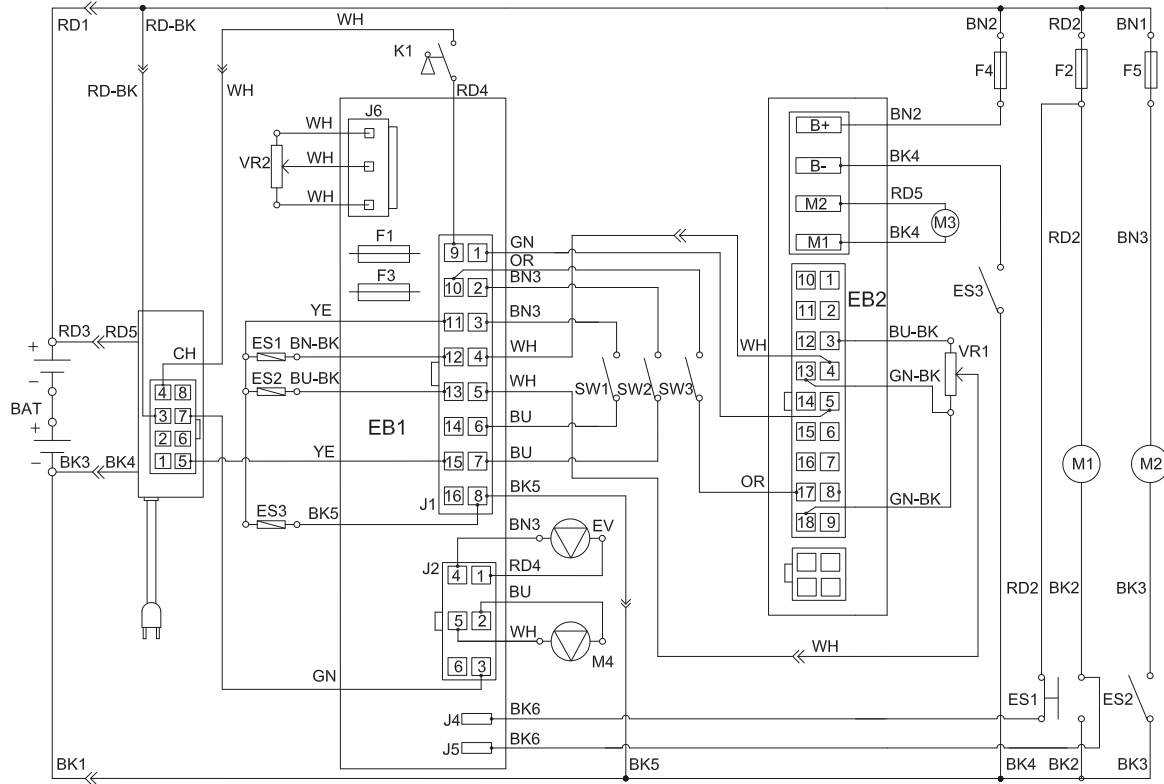 RD1
RD-BK
WH
BN2
RD2
BN1
K1
F4
F2
F5
RD-BK
WH
RD4
J6
WH
BN2
B+
VR2
WH
BK4
B-
WH
RD5
M2
M3
F1
GN
BK4
M1
RD2
BN3
9 1
OR
F3
BN3
10 2
10 1
EB2
ES3
YE
BN3
11 3
11 2
RD3
RD5
CH
ES1
BN-BK
WH
12 4
12 3
BU-BK
WH
VR1
+
-
ES2
BU-BK
WH
13 5
SW1
SW2
SW3
13 4
GN-BK
4 8
BAT
EB1
BU
14 6
14 5
3 7
+
-
2 6
YE
BU
15 7
15 6
1 5
BK3
BK4
16 7
M1
M2
ES3
BK5
BK5
16 8
J1
OR
17 8
GN-BK
18 9
BN3
EV
J2
4 1
RD4
BU
RD2
BK2
BK3
5 2
WH
M4
WH
6 3
GN
ES1
ES2
J4
BK6
J5
BK6
BK1
BK5
BK4
BK2
BK3